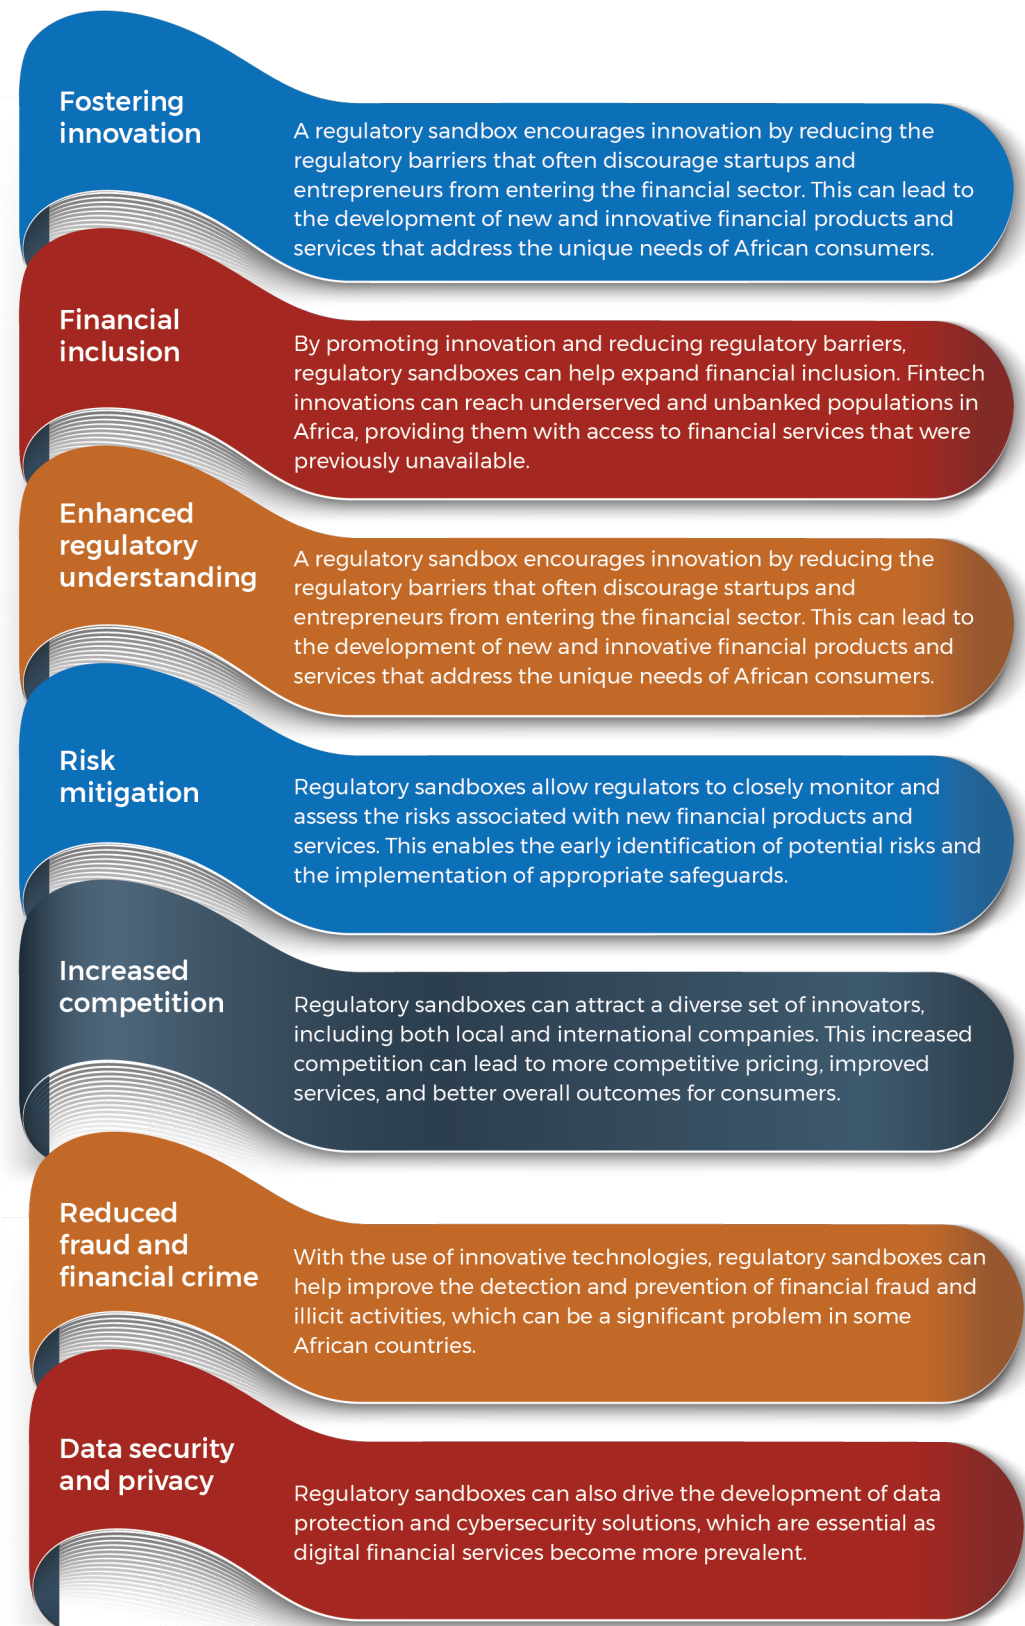 Fostering
innovation
A regulatory sandbox encourages innovation by reducing the
regulatory barriers that often discourage startups and
entrepreneurs from entering the financial sector. This can lead to
the development of new and innovative financial products and
services that address the unique needs of African consumers.
Financial
inclusion
By promoting innovation and reducing regulatory barriers,
regulatory sandboxes can help expand financial inclusion. Fintech
innovations can reach underserved and unbanked populations in
Africa, providing them with access to financial services that were
previously unavailable.
Enhanced
regulatory
understanding
A regulatory sandbox encourages innovation by reducing the
regulatory barriers that often discourage startups and
entrepreneurs from entering the financial sector. This can lead to
the development of new and innovative financial products and
services that address the unique needs of African consumers.
Risk
mitigation
Regulatory sandboxes allow regulators to closely monitor and
assess the risks associated with new financial products and
services. This enables the early identification of potential risks and
the implementation of appropriate safeguards.
Increased
competition
Regulatory sandboxes can attract a diverse set of innovators,
including both local and international companies. This increased
competition can lead to more competitive pricing, improved
services, and better overall outcomes for consumers.
Reduced
fraud and
financial crime
With the use of innovative technologies, regulatory sandboxes can
help improve the detection and prevention of financial fraud and
illicit activities, which can be a significant problem in some
African countries.
Data security
and privacy
Regulatory sandboxes can also drive the development of data
protection and cybersecurity solutions, which are essential as
digital financial services become more prevalent.